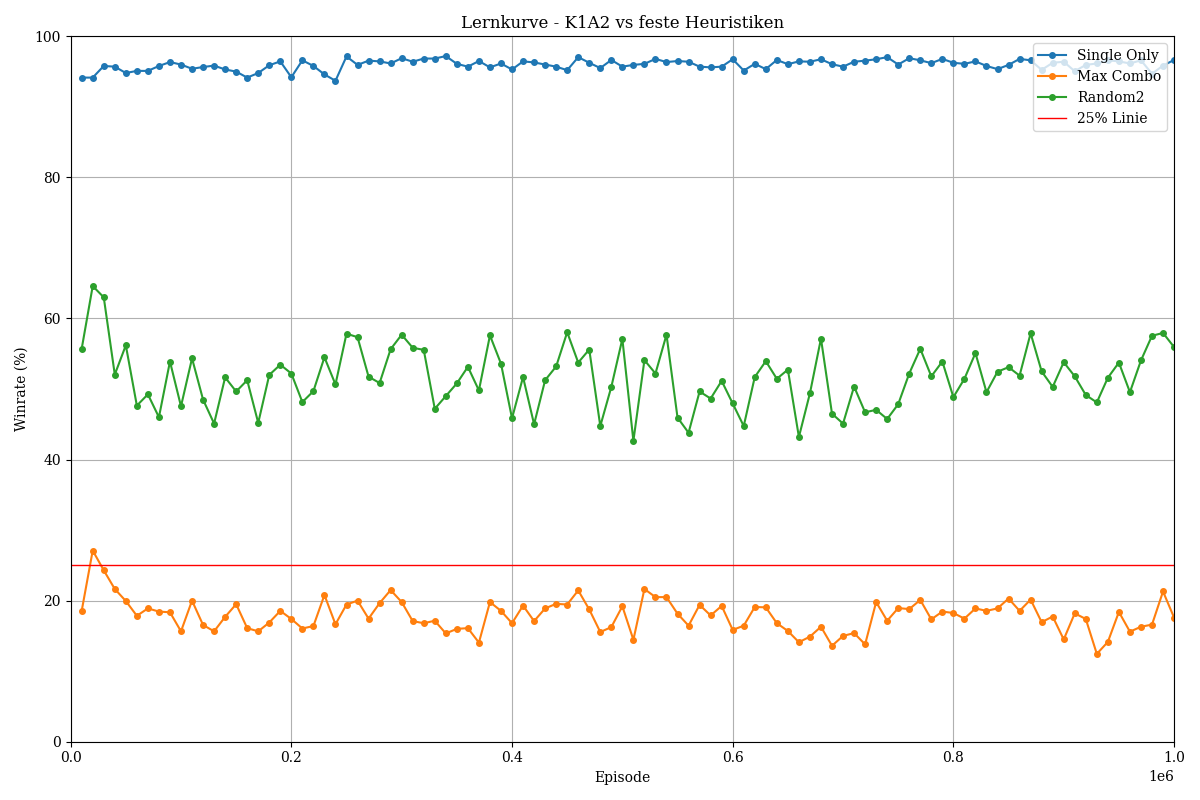 Lernkurve - K1A2 vs feste Heuristiken
Single Only
Max Combo
Random2
25% Linie
Winrate (%)
100
80
60
40
20
0
0.0 0.2 0.4 0.6 0.8 1.0
1e6
Episode